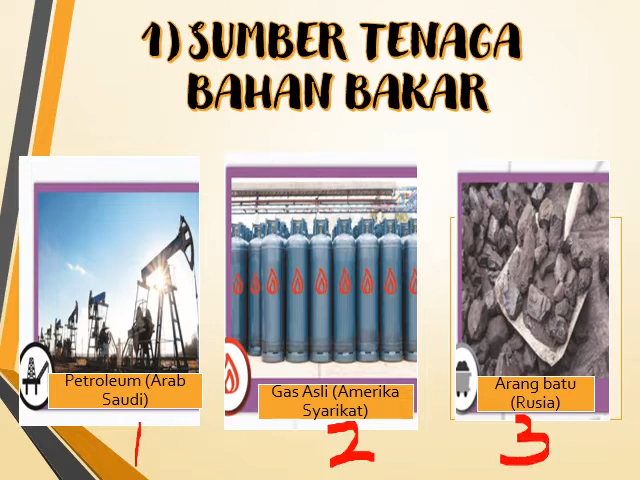 1) SUMBER TENAGA
BAHAN BAKAR
Petroleum (Arab
Saudi)
Gas Asli (Amerika
Syarikat)
Arang batu
(Rusia)
1
2
3